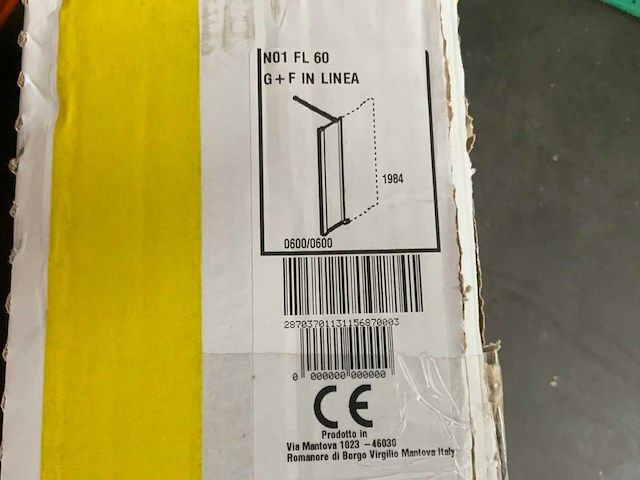 N01 FL 60
G+F IN LINEA
1984
0600/0600
28703701131156870003
0 000000 000000
CE
Prodotto in
Via Mantova 1023 - 46030
Romanore di Borgo Virgilio Mantova Italy